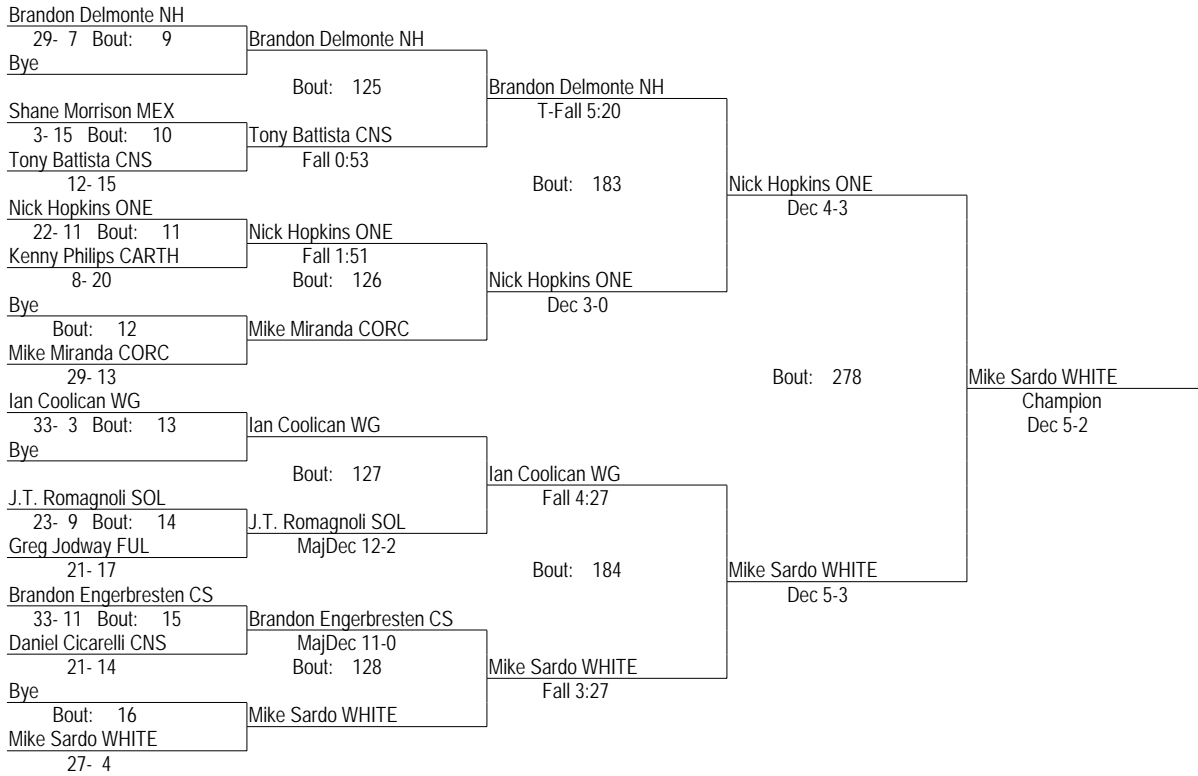 Brandon Delmonte NH
29- 7 Bout: 9
Bye
Shane Morrison MEX
3- 15 Bout: 10
Tony Battista CNS
12- 15
Nick Hopkins ONE
22- 11 Bout: 11
Kenny Philips CARTH
8- 20
Bye
Bout: 12
Mike Miranda CORC
29- 13
Ian Coolican WG
33- 3 Bout: 13
Bye
J.T. Romagnoli SOL
23- 9 Bout: 14
Greg Jodway FUL
21- 17
Brandon Engerbresten CS
33- 11 Bout: 15
Daniel Cicarelli CNS
21- 14
Bye
Bout: 16
Mike Sardo WHITE
27- 4
Brandon Delmonte NH
Bout: 125
Tony Battista CNS
Fall 0:53
Nick Hopkins ONE
Fall 1:51
Bout: 126
Mike Miranda CORC
Ian Coolican WG
Bout: 127
J.T. Romagnoli SOL
MajDec 12-2
Brandon Engerbresten CS
MajDec 11-0
Bout: 128
Mike Sardo WHITE
Brandon Delmonte NH
T-Fall 5:20
Bout: 183
Nick Hopkins ONE
Dec 3-0
Ian Coolican WG
Fall 4:27
Bout: 184
Mike Sardo WHITE
Fall 3:27
Nick Hopkins ONE
Dec 4-3
Bout: 278
Mike Sardo WHITE
Dec 5-3
Mike Sardo WHITE
Champion
Dec 5-2